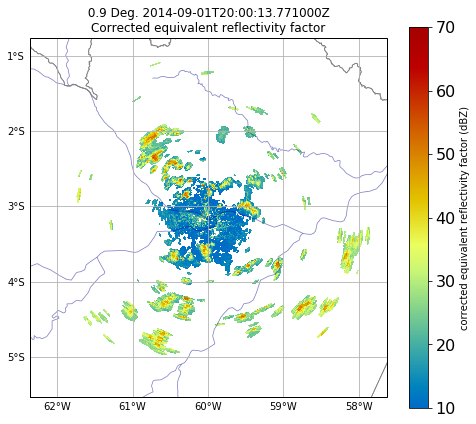 0.9 Deg. 2014-09-01T20:00:13.771000Z
Corrected equivalent reflectivity factor
1°S
2°S
3°S
4°S
5°S
62°W
61°W
60°W
59°W
58°W
70
60
50
40
30
20
10
corrected equivalent reflectivity factor (dBZ)